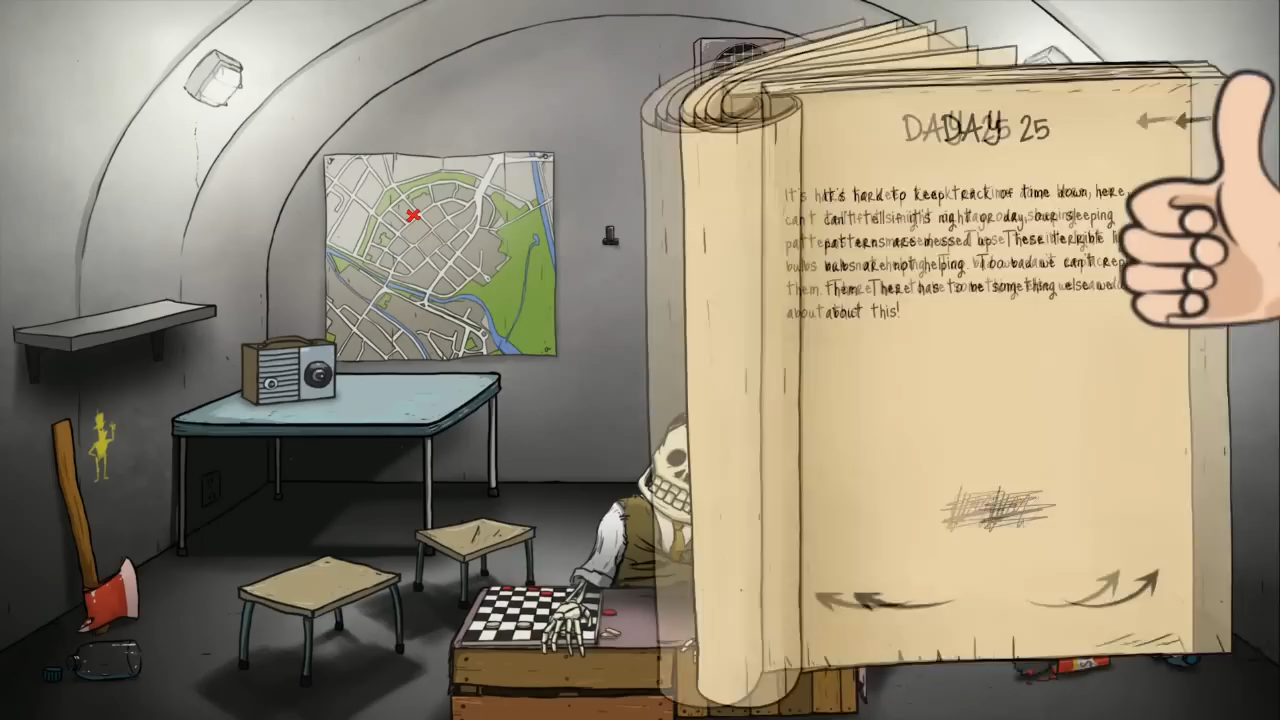 DAY 25
It's hard to keep track of time down here,
can't tell if it's night or day, our sleeping
patterns are messed up. These terrible
bulbs are not helping. Too bad we can't
them. There has to be something else we
about this!